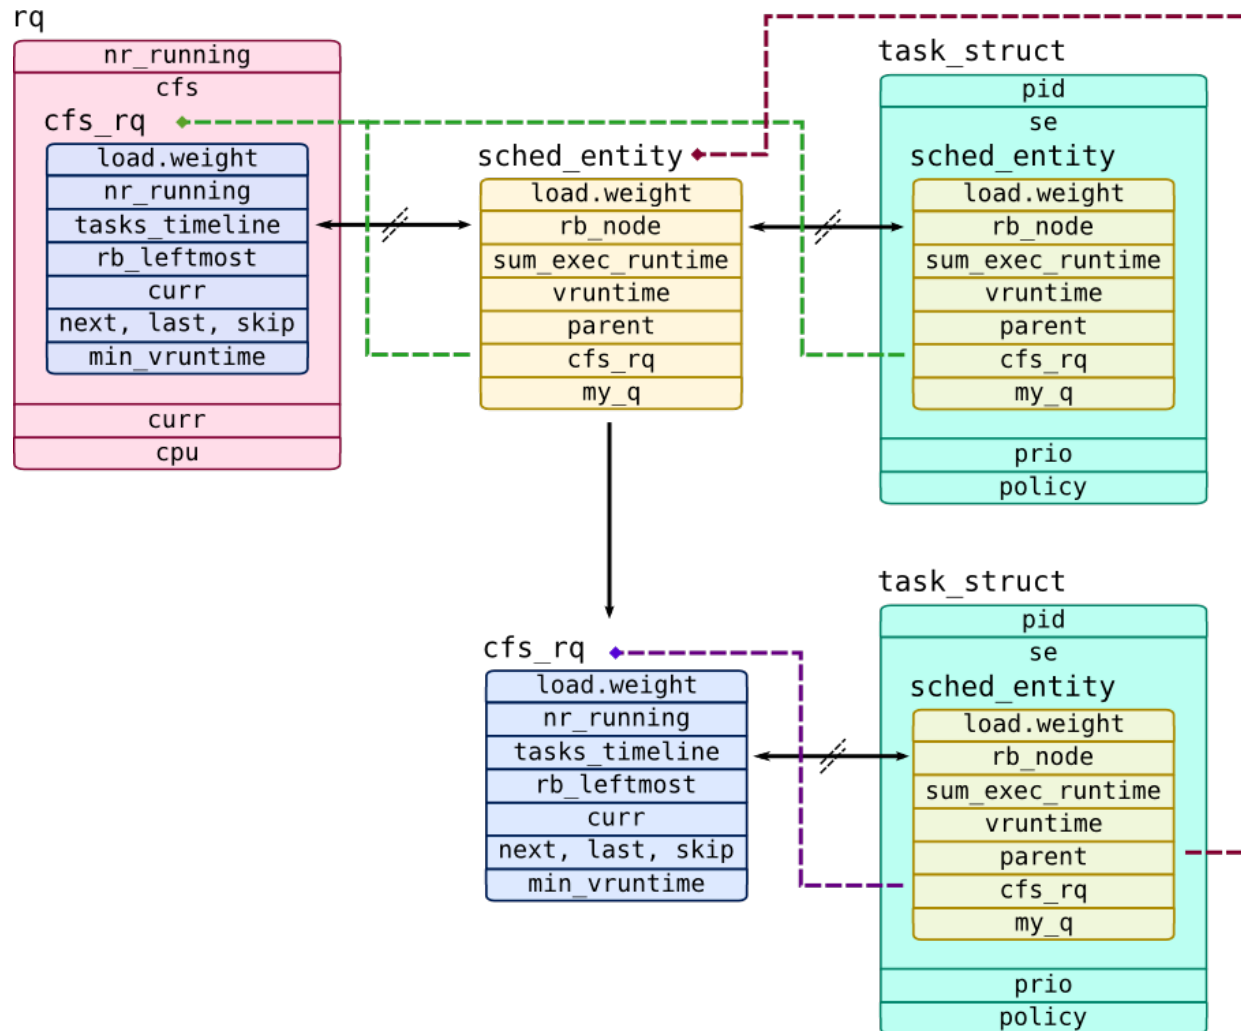 rq
nr_running
cfs
cfs_rq
load.weight
nr_running
tasks_timeline
rb_leftmost
curr
next, last, skip
min_vruntime
curr
cpu
sched_entity
load.weight
rb_node
sum_exec_runtime
vruntime
parent
cfs_rq
my_q
task_struct
pid
se
sched_entity
load.weight
rb_node
sum_exec_runtime
vruntime
parent
cfs_rq
my_q
prio
policy
cfs_rq
load.weight
nr_running
tasks_timeline
rb_leftmost
curr
next, last, skip
min_vruntime
task_struct
pid
se
sched_entity
load.weight
rb_node
sum_exec_runtime
vruntime
parent
cfs_rq
my_q
prio
policy